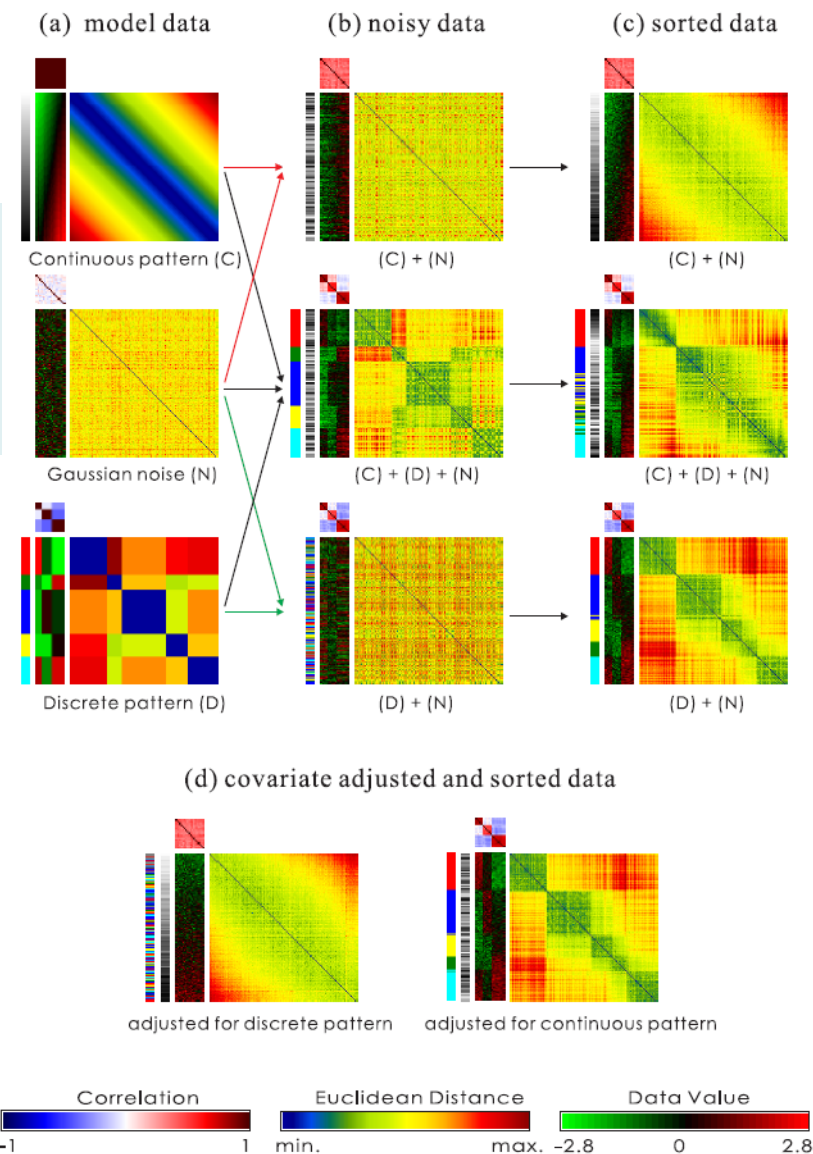 (a) model data
(b) noisy data
(c) sorted data
Continuous pattern (C)
(C) + (N)
(C) + (N)
Gaussian noise (N)
(C) + (D) + (N)
(C) + (D) + (N)
Discrete pattern (D)
(D) + (N)
(D) + (N)
(d) covariate adjusted and sorted data
adjusted for discrete pattern
adjusted for continuous pattern
Correlation
Euclidean Distance
Data Value
-1 1
min. max.
-2.8 0 2.8